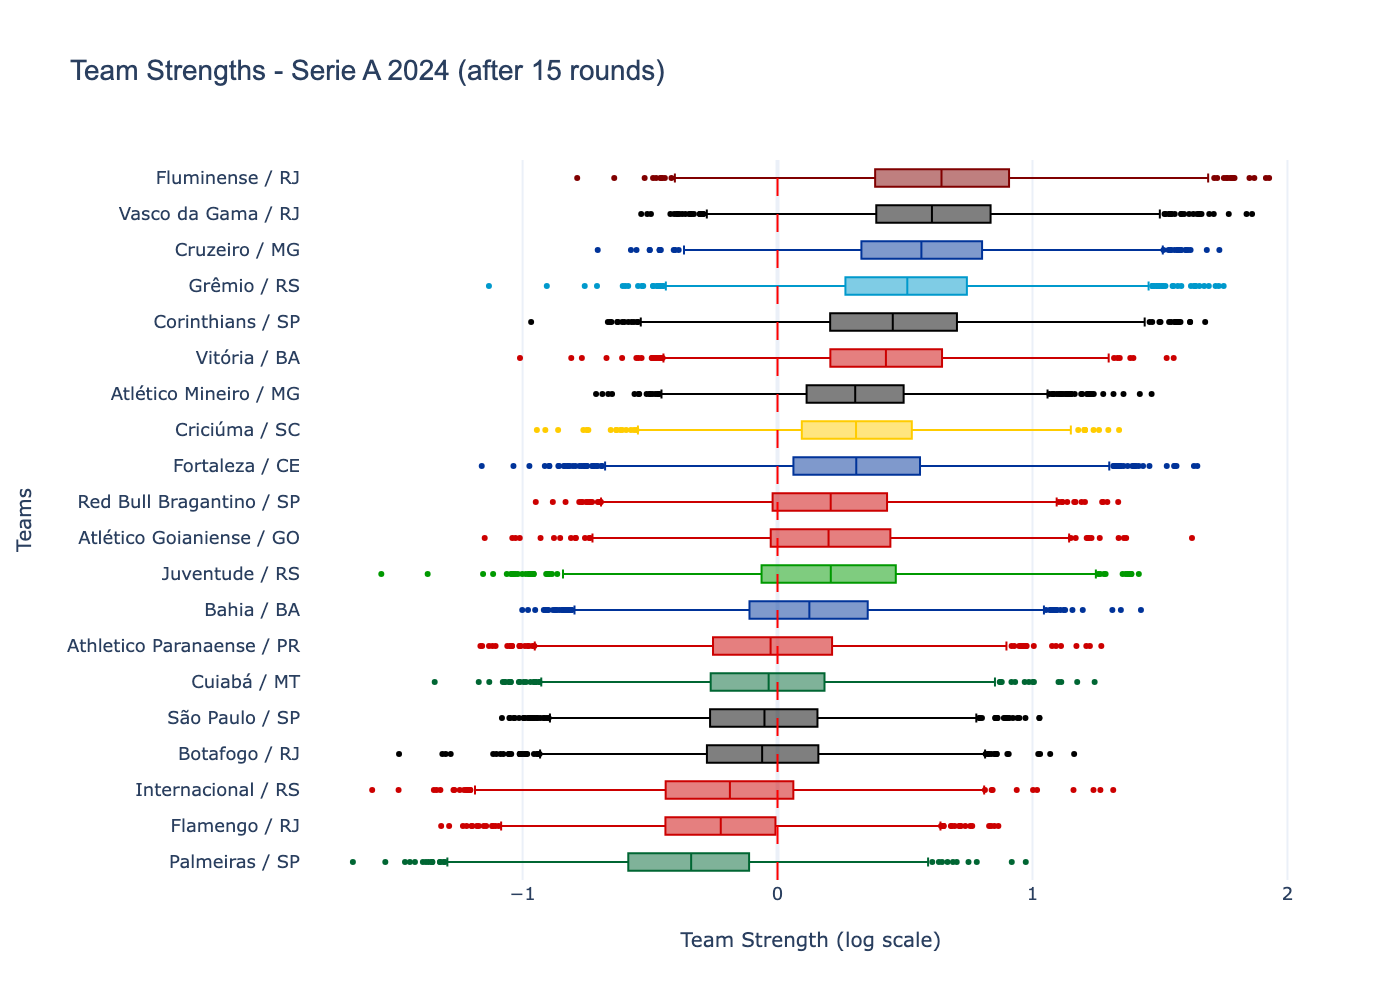 Team Strengths - Serie A 2024 (after 15 rounds)
Fluminense / RJ
Vasco da Gama / RJ
Cruzeiro / MG
Grêmio / RS
Corinthians / SP
Vitória / BA
Atlético Mineiro / MG
Criciúma / SC
Fortaleza / CE
Red Bull Bragantino / SP
Atlético Goianiense / GO
Juventude / RS
Bahia / BA
Athletico Paranaense / PR
Cuiabá / MT
São Paulo / SP
Botafogo / RJ
Internacional / RS
Flamengo / RJ
Palmeiras / SP
Teams
−1 0 1 2
Team Strength (log scale)